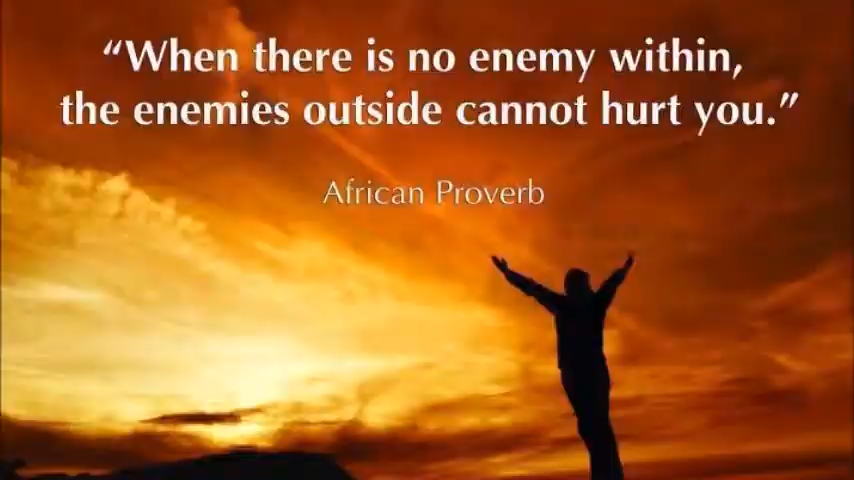 “When there is no enemy within,
the enemies outside cannot hurt you.”
African Proverb